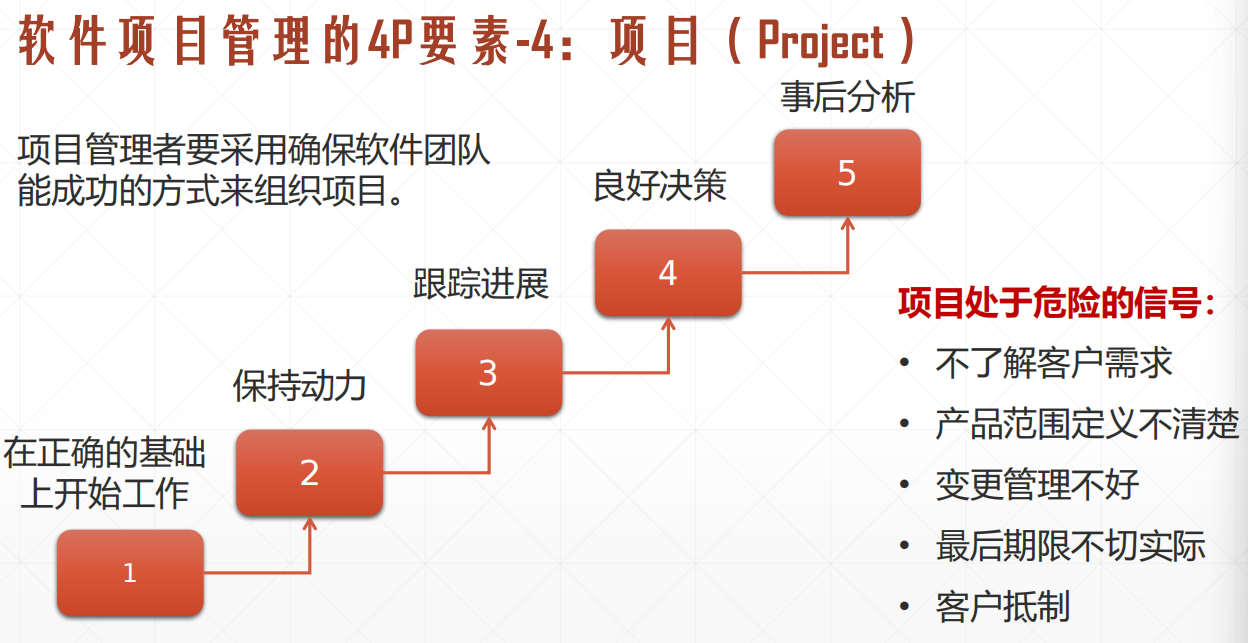 软件项目管理的4P要素-4：项目（Project）
项目管理者要采用确保软件团队
能成功的方式来组织项目。
在正确的基础
上开始工作
1
保持动力
2
跟踪进展
3
良好决策
4
事后分析
5
项目处于危险的信号：
• 不了解客户需求
• 产品范围定义不清楚
• 变更管理不好
• 最后期限不切实际
• 客户抵制